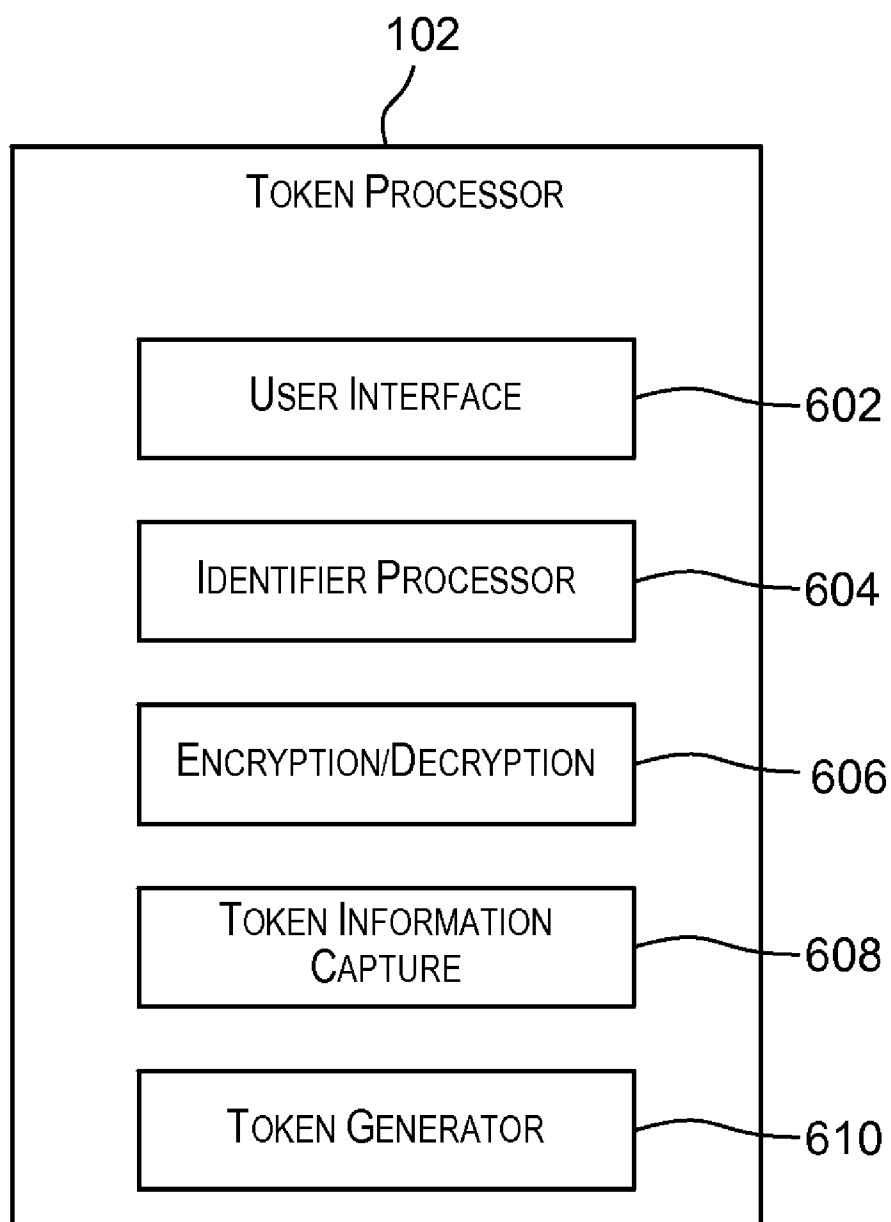 102
TOKEN PROCESSOR
USER INTERFACE
602
IDENTIFIER PROCESSOR
604
ENCRYPTION/DECRYPTION
606
TOKEN INFORMATION
CAPTURE
608
TOKEN GENERATOR
610